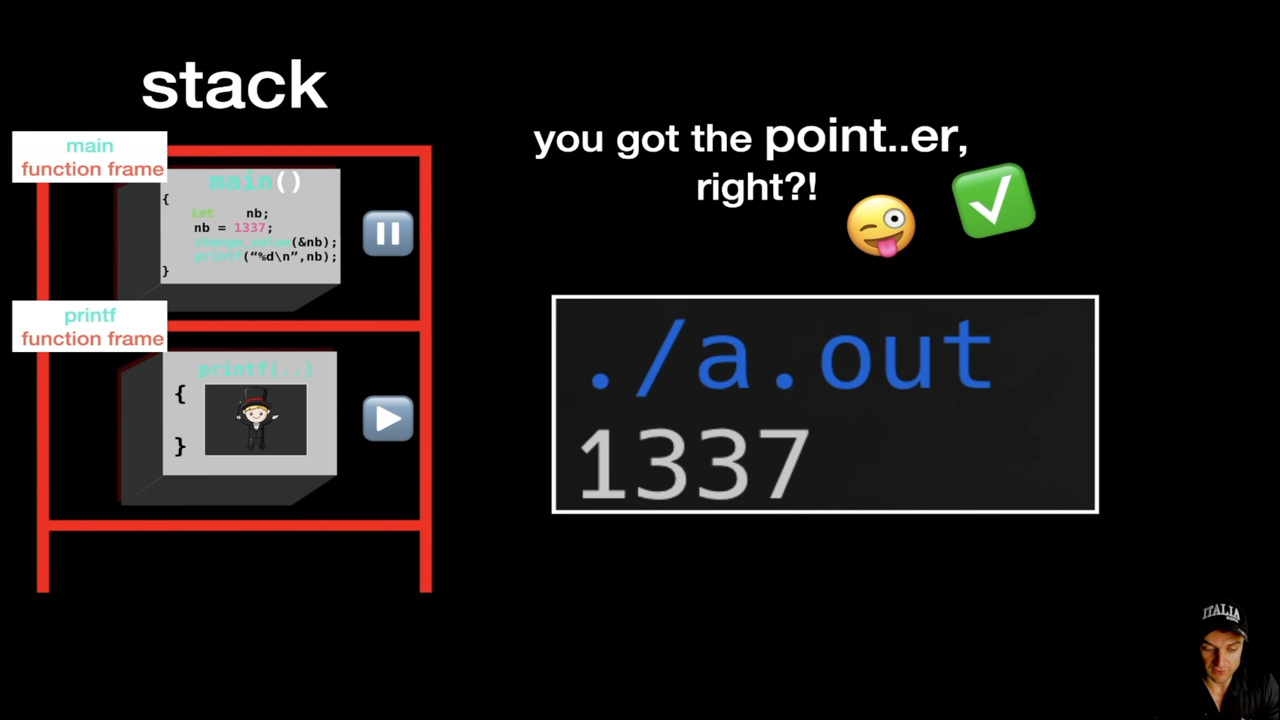 stack
main
function frame
main()
{
int nb;
nb = 1337;
change_value(&nb);
printf(“%d\n”,nb);
}
printf
function frame
printf(..)
{
}
you got the point..er,
right?!
./a.out
1337
ITALIA